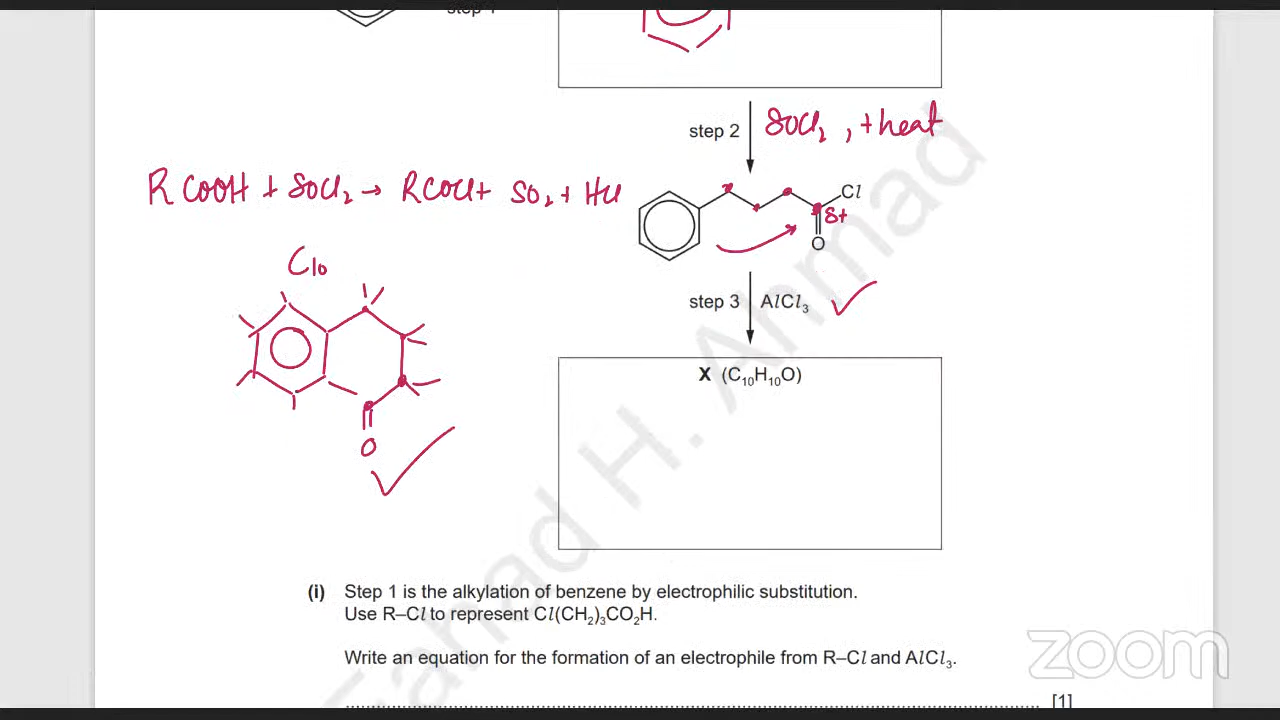 step 1
step 2
SOCl₂, + heat
RCOOH + SOCl₂ → RCOCl + SO₂ + HCl
Cl
δ+
O
C10
step 3
AlCl₃
X (C₁₀H₁₀O)
O
(i) Step 1 is the alkylation of benzene by electrophilic substitution.
Use R–Cl to represent Cl(CH₂)₃CO₂H.
Write an equation for the formation of an electrophile from R–Cl and AlCl₃.
[1]
Fahad H. Ahmad
zoom